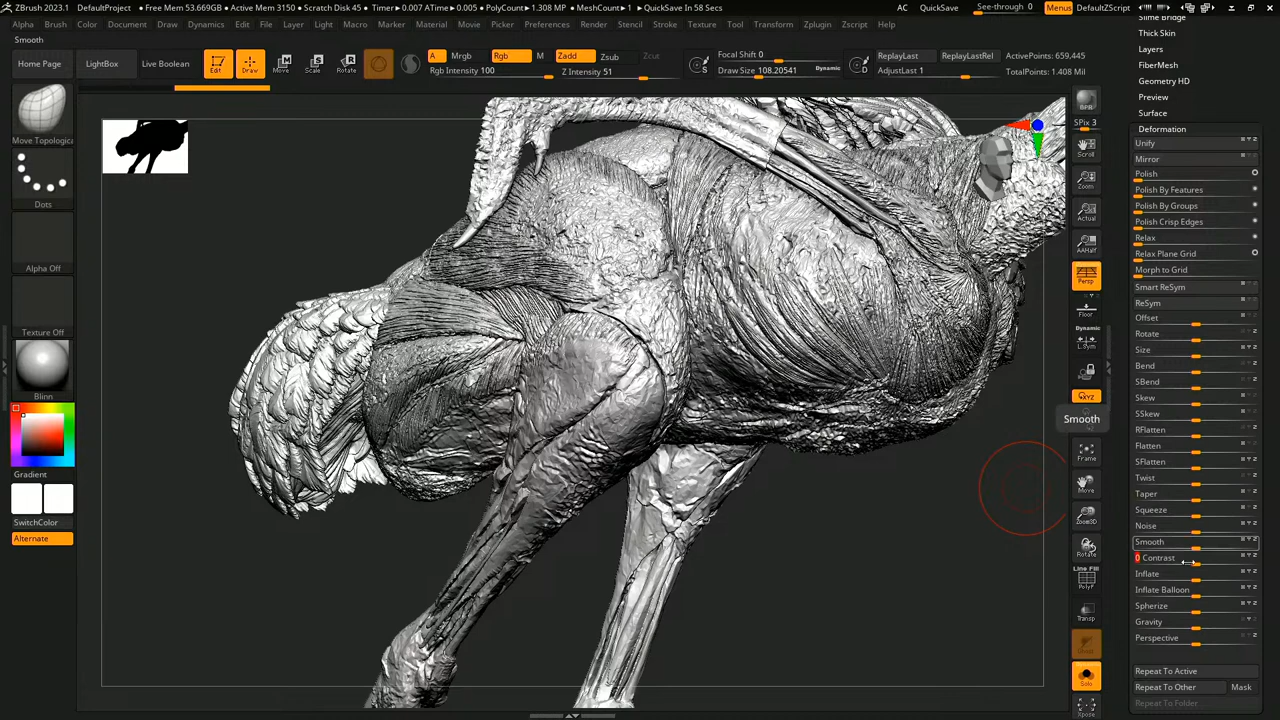 ZBrush 2023.1 DefaultProject • Free Mem 53.669GB • Active Mem 3150 • Scratch Disk 45 • Timer▸0.007 ATime▸0.005 • PolyCount▸1.308 MP • MeshCount▸1 • QuickSave In 58 Secs AC QuickSave See-through 0 Menus DefaultZScript
Alpha Brush Color Document Draw Dynamics Edit File Layer Light Macro Marker Material Movie Picker Preferences Render Stencil Stroke Texture Tool Transform Zplugin Zscript Help
Smooth
Home Page LightBox Live Boolean Edit Draw Move Scale Rotate
A Mrgb Rgb M Zadd Zsub Zcut
Rgb Intensity 100 Z Intensity 51
S Focal Shift 0
Draw Size 108.20541 Dynamic
D ReplayLast ReplayLastRel
AdjustLast 1
ActivePoints: 659,445
TotalPoints: 1.408 Mil
Move Topologica
Dots
Alpha Off
Texture Off
Blinn
Gradient
SwitchColor
Alternate
BPR
SPix 3
Scroll
Zoom
Actual
AAHalf
Persp
Floor
Dynamic
L.Sym
XYZ
Smooth
Frame
Move
Zoom3D
Rotate
Line Fill
PolyF
Transp
Solo
Xpose
Slime Bridge
Thick Skin
Layers
FiberMesh
Geometry HD
Preview
Surface
Deformation
Unify
Mirror
Polish
Polish By Features
Polish By Groups
Polish Crisp Edges
Relax
Relax Plane Grid
Morph to Grid
Smart ReSym
ReSym
Offset
Rotate
Size
Bend
SBend
Skew
SSkew
RFlatten
Flatten
SFlatten
Twist
Taper
Squeeze
Noise
Smooth
0 Contrast
Inflate
Inflate Balloon
Spherize
Gravity
Perspective
Repeat To Active
Repeat To Other Mask
Repeat To Folder